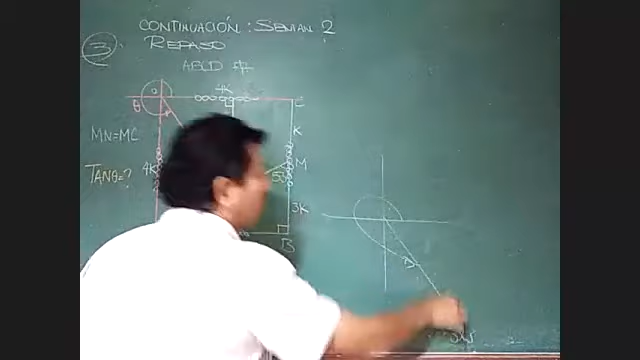 CONTINUACIÓN: SEMAN 2
3
REPASO
ABCD
4K
θ
D
C
MN=MC
K
TANθ=?
4K
M
5
3K
B